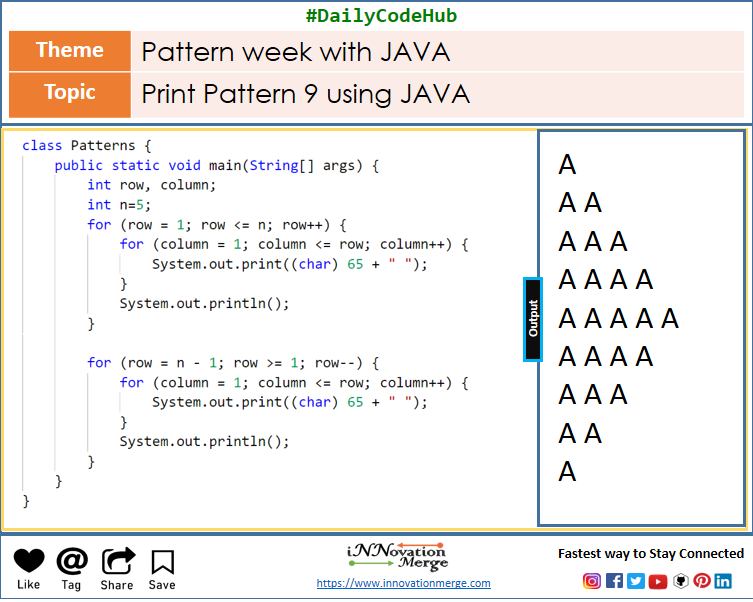 #DailyCodeHub
Theme
Pattern week with JAVA
Topic
Print Pattern 9 using JAVA
class Patterns {
    public static void main(String[] args) {
        int row, column;
        int n=5;
        for (row = 1; row <= n; row++) {
            for (column = 1; column <= row; column++) {
                System.out.print((char) 65 + " ");
            }
            System.out.println();
        }

        for (row = n - 1; row >= 1; row--) {
            for (column = 1; column <= row; column++) {
                System.out.print((char) 65 + " ");
            }
            System.out.println();
        }
    }
}
Output
A
A A
A A A
A A A A
A A A A A
A A A A
A A A
A A
A
Like
Tag
Share
Save
iNNovation
Merge
https://www.innovationmerge.com
Fastest way to Stay Connected